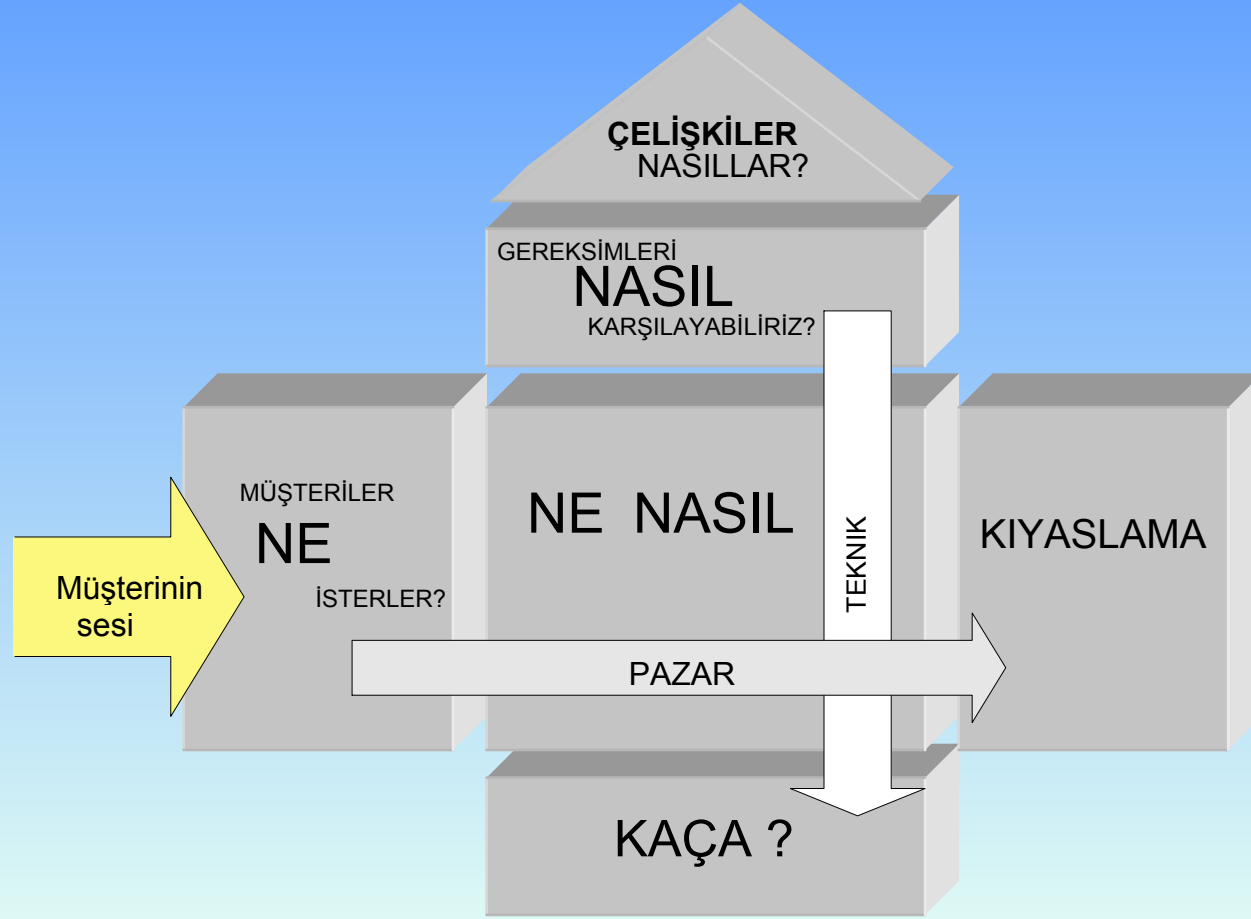 ÇELİŞKİLER
NASILLAR?
GEREKSİMLERİ
NASIL
KARŞILAYABİLİRİZ?
MÜŞTERİLER
NE
İSTERLER?
NE NASIL
KIYASLAMA
TEKNIK
Müşterinin
sesi
PAZAR
KAÇA ?